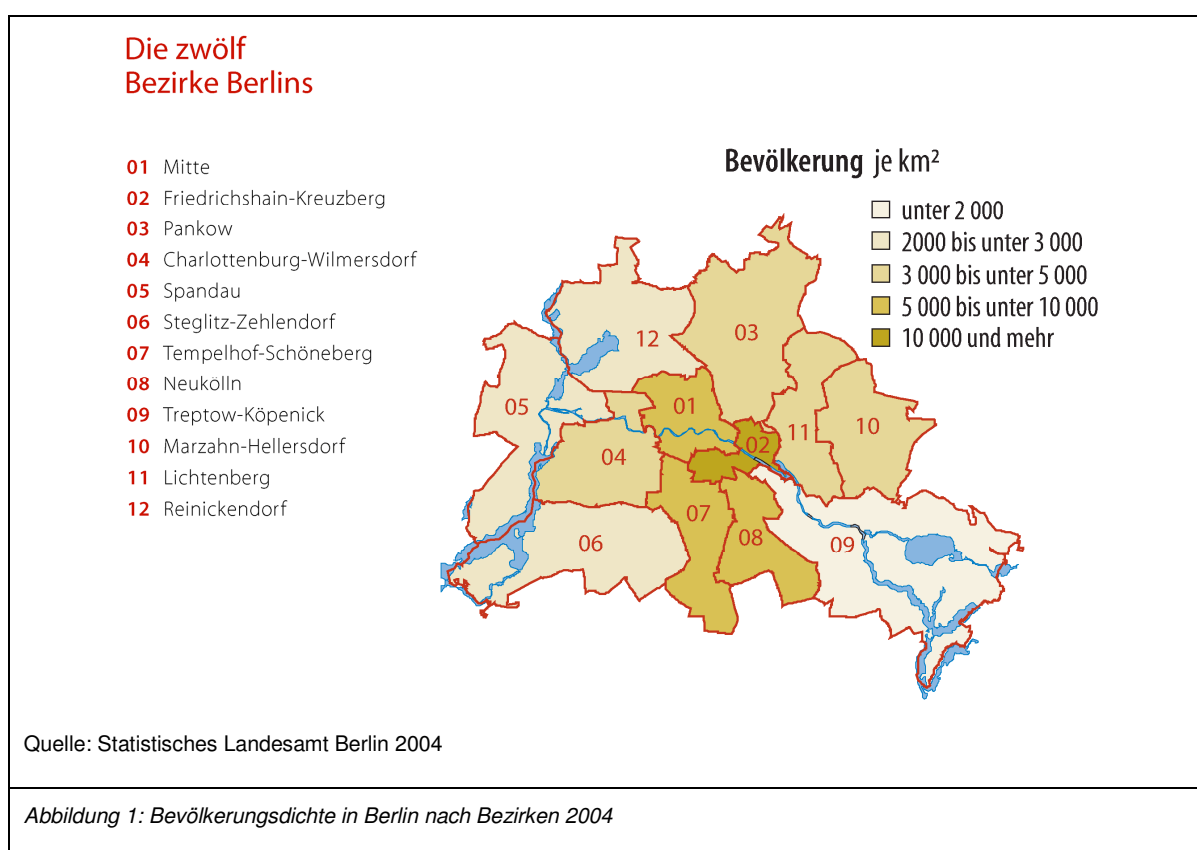 Die zwölf
Bezirke Berlins
01 Mitte
02 Friedrichshain-Kreuzberg
03 Pankow
04 Charlottenburg-Wilmersdorf
05 Spandau
06 Steglitz-Zehlendorf
07 Tempelhof-Schöneberg
08 Neukölln
09 Treptow-Köpenick
10 Marzahn-Hellersdorf
11 Lichtenberg
12 Reinickendorf
Bevölkerung je km²
unter 2 000
2000 bis unter 3 000
3 000 bis unter 5 000
5 000 bis unter 10 000
10 000 und mehr
12
03
05
01
02
11
10
04
07
06
08
09
Quelle: Statistisches Landesamt Berlin 2004
Abbildung 1: Bevölkerungsdichte in Berlin nach Bezirken 2004